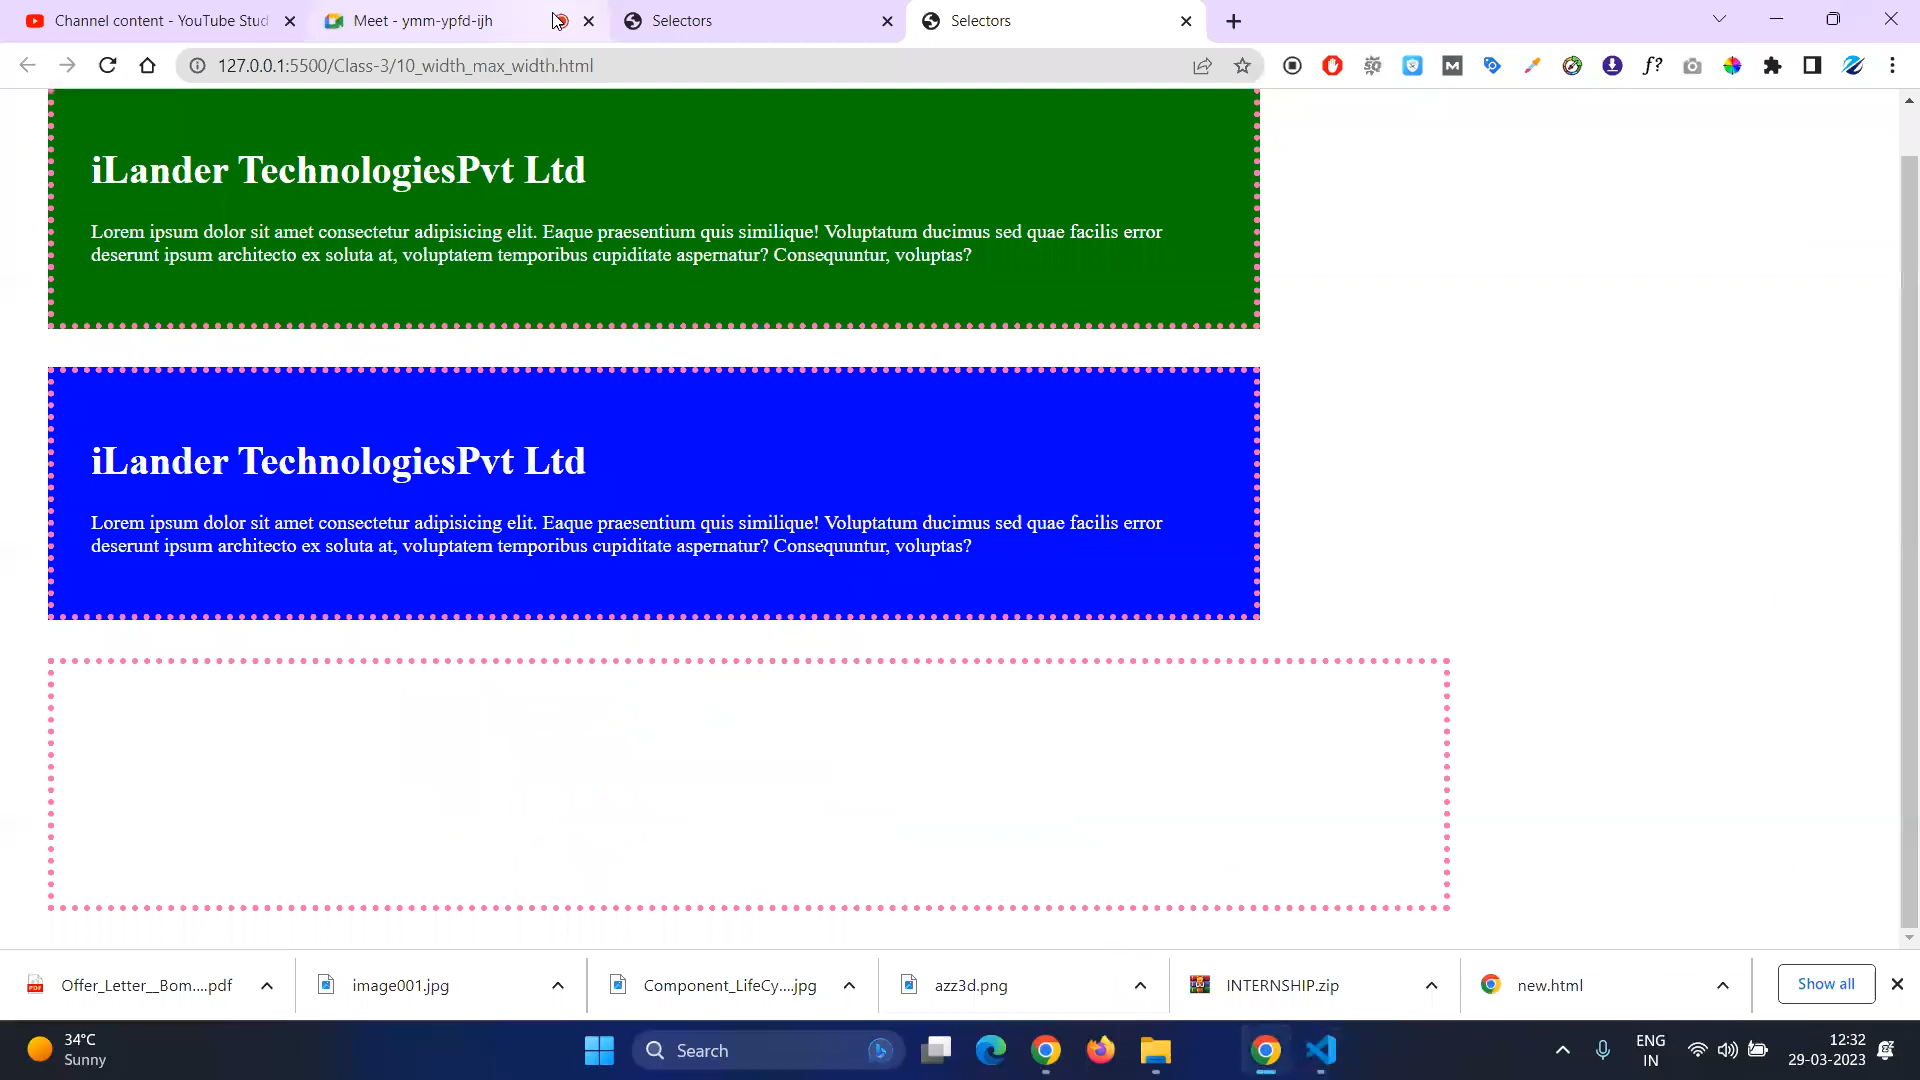 Channel content - YouTube Stud
Meet - ymm-ypfd-ijh
Selectors
Selectors
127.0.0.1:5500/Class-3/10_width_max_width.html
iLander TechnologiesPvt Ltd
Lorem ipsum dolor sit amet consectetur adipisicing elit. Eaque praesentium quis similique! Voluptatum ducimus sed quae facilis error
deserunt ipsum architecto ex soluta at, voluptatem temporibus cupiditate aspernatur? Consequuntur, voluptas?
iLander TechnologiesPvt Ltd
Lorem ipsum dolor sit amet consectetur adipisicing elit. Eaque praesentium quis similique! Voluptatum ducimus sed quae facilis error
deserunt ipsum architecto ex soluta at, voluptatem temporibus cupiditate aspernatur? Consequuntur, voluptas?
Offer_Letter__Bom....pdf
image001.jpg
Component_LifeCy....jpg
azz3d.png
INTERNSHIP.zip
new.html
Show all
34°C
Sunny
Search
ENG
IN
12:32
29-03-2023